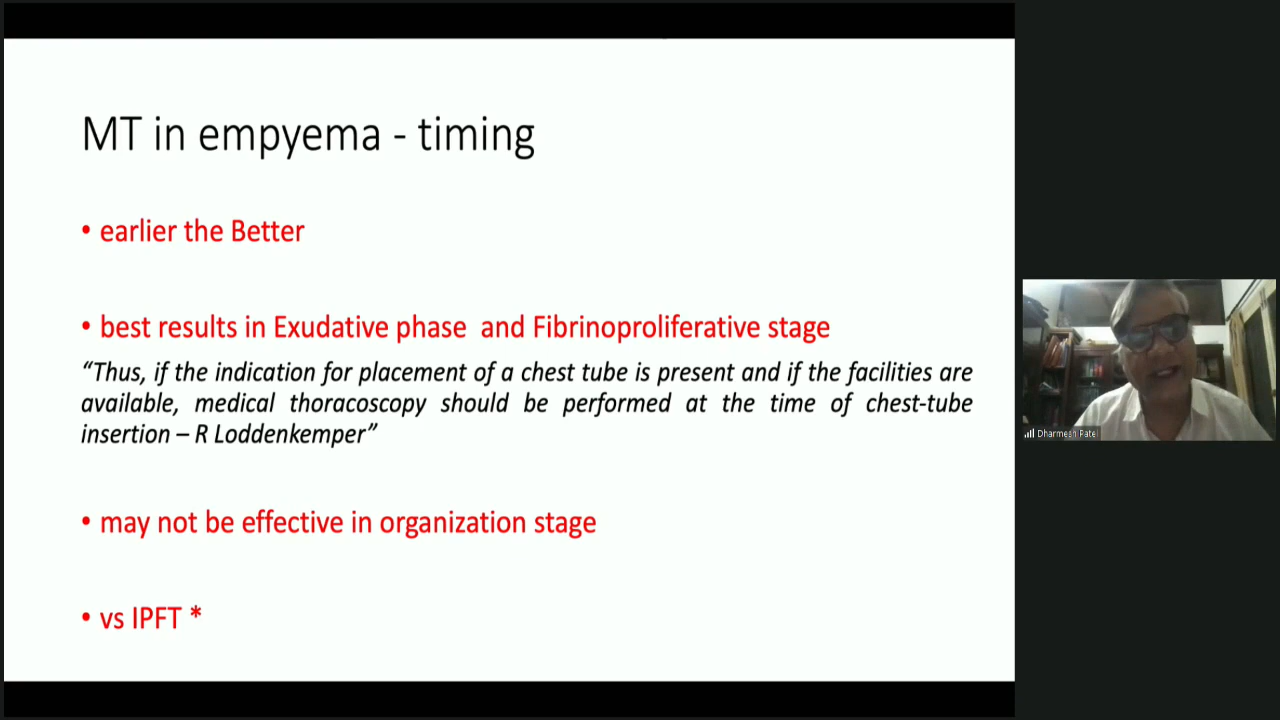 MT in empyema - timing
• earlier the Better
• best results in Exudative phase and Fibrinoproliferative stage
“Thus, if the indication for placement of a chest tube is present and if the facilities are
available, medical thoracoscopy should be performed at the time of chest-tube
insertion – R Loddenkemper”
• may not be effective in organization stage
• vs IPFT *
Dharmesh Patel